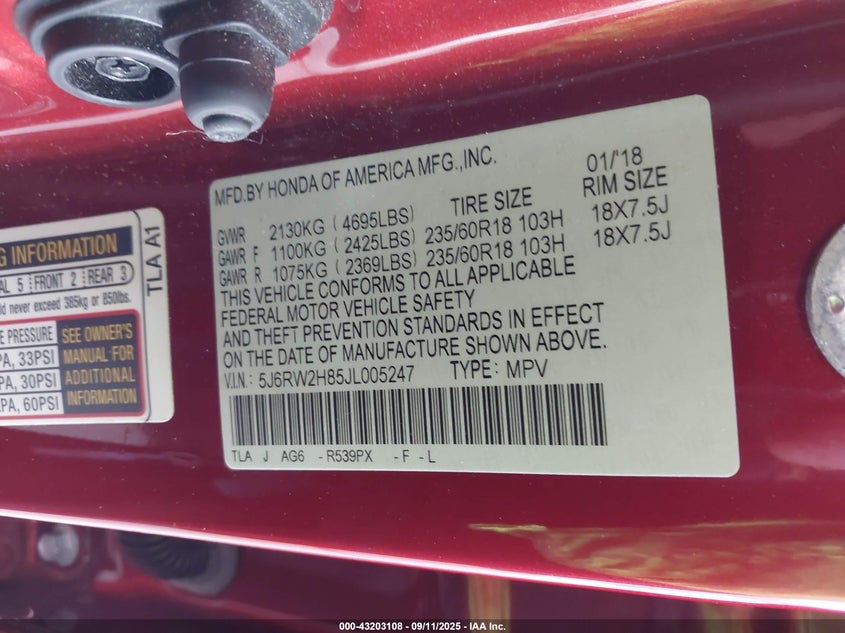 MFD.BY HONDA OF AMERICA MFG.,INC. 01/'18
GVWR 2130KG (4695LBS) TIRE SIZE RIM SIZE
GAWR F 1100KG (2425LBS) 235/60R18 103H 18X7.5J
GAWR R 1075KG (2369LBS) 235/60R18 103H 18X7.5J
THIS VEHICLE CONFORMS TO ALL APPLICABLE
FEDERAL MOTOR VEHICLE SAFETY
AND THEFT PREVENTION STANDARDS IN EFFECT
ON THE DATE OF MANUFACTURE SHOWN ABOVE.
V.I.N.: 5J6RW2H85JL005247 TYPE: MPV
TLA J AG6 -R539PX -F -L
INFORMATION
5 FRONT 2 REAR 3
never exceed 385kg or 850lbs.
PRESSURE SEE OWNER'S
33PSI MANUAL FOR
30PSI ADDITIONAL
60PSI INFORMATION
TLA A1
000-43203108 - 09/11/2025 - IAA Inc.